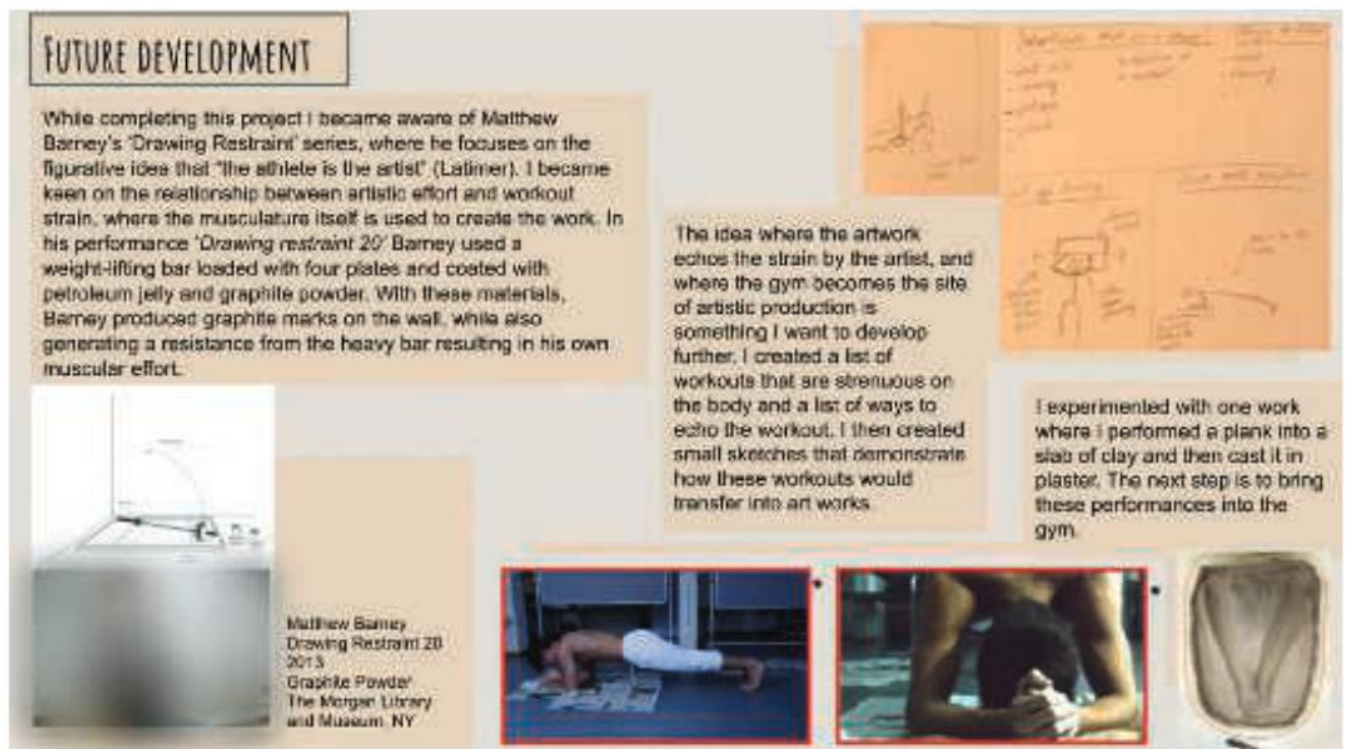 FUTURE DEVELOPMENT
While completing this project I became aware of Matthew
Barney's 'Drawing Restraint' series, where he focuses on the
figurative idea that "the athlete is the artist" (Latimer). I became
keen on the relationship between artistic effort and workout
strain, where the musculature itself is used to create the work. In
his performance 'Drawing restraint 20' Barney used a
weight-lifting bar loaded with four plates and coated with
petroleum jelly and graphite powder. With these materials,
Barney produced graphite marks on the wall, while also
generating a resistance from the heavy bar resulting in his own
muscular effort.
The idea where the artwork
echos the strain by the artist, and
where the gym becomes the site
of artistic production is
something I want to develop
further. I created a list of
workouts that are strenuous on
the body and a list of ways to
echo the workout. I then created
small sketches that demonstrate
how these workouts would
transfer into art works.
I experimented with one work
where I performed a plank into a
slab of clay and then cast it in
plaster. The next step is to bring
these performances into the
gym.
Matthew Barney
Drawing Restraint 20
2013
Graphite Powder
The Morgan Library
and Museum, NY